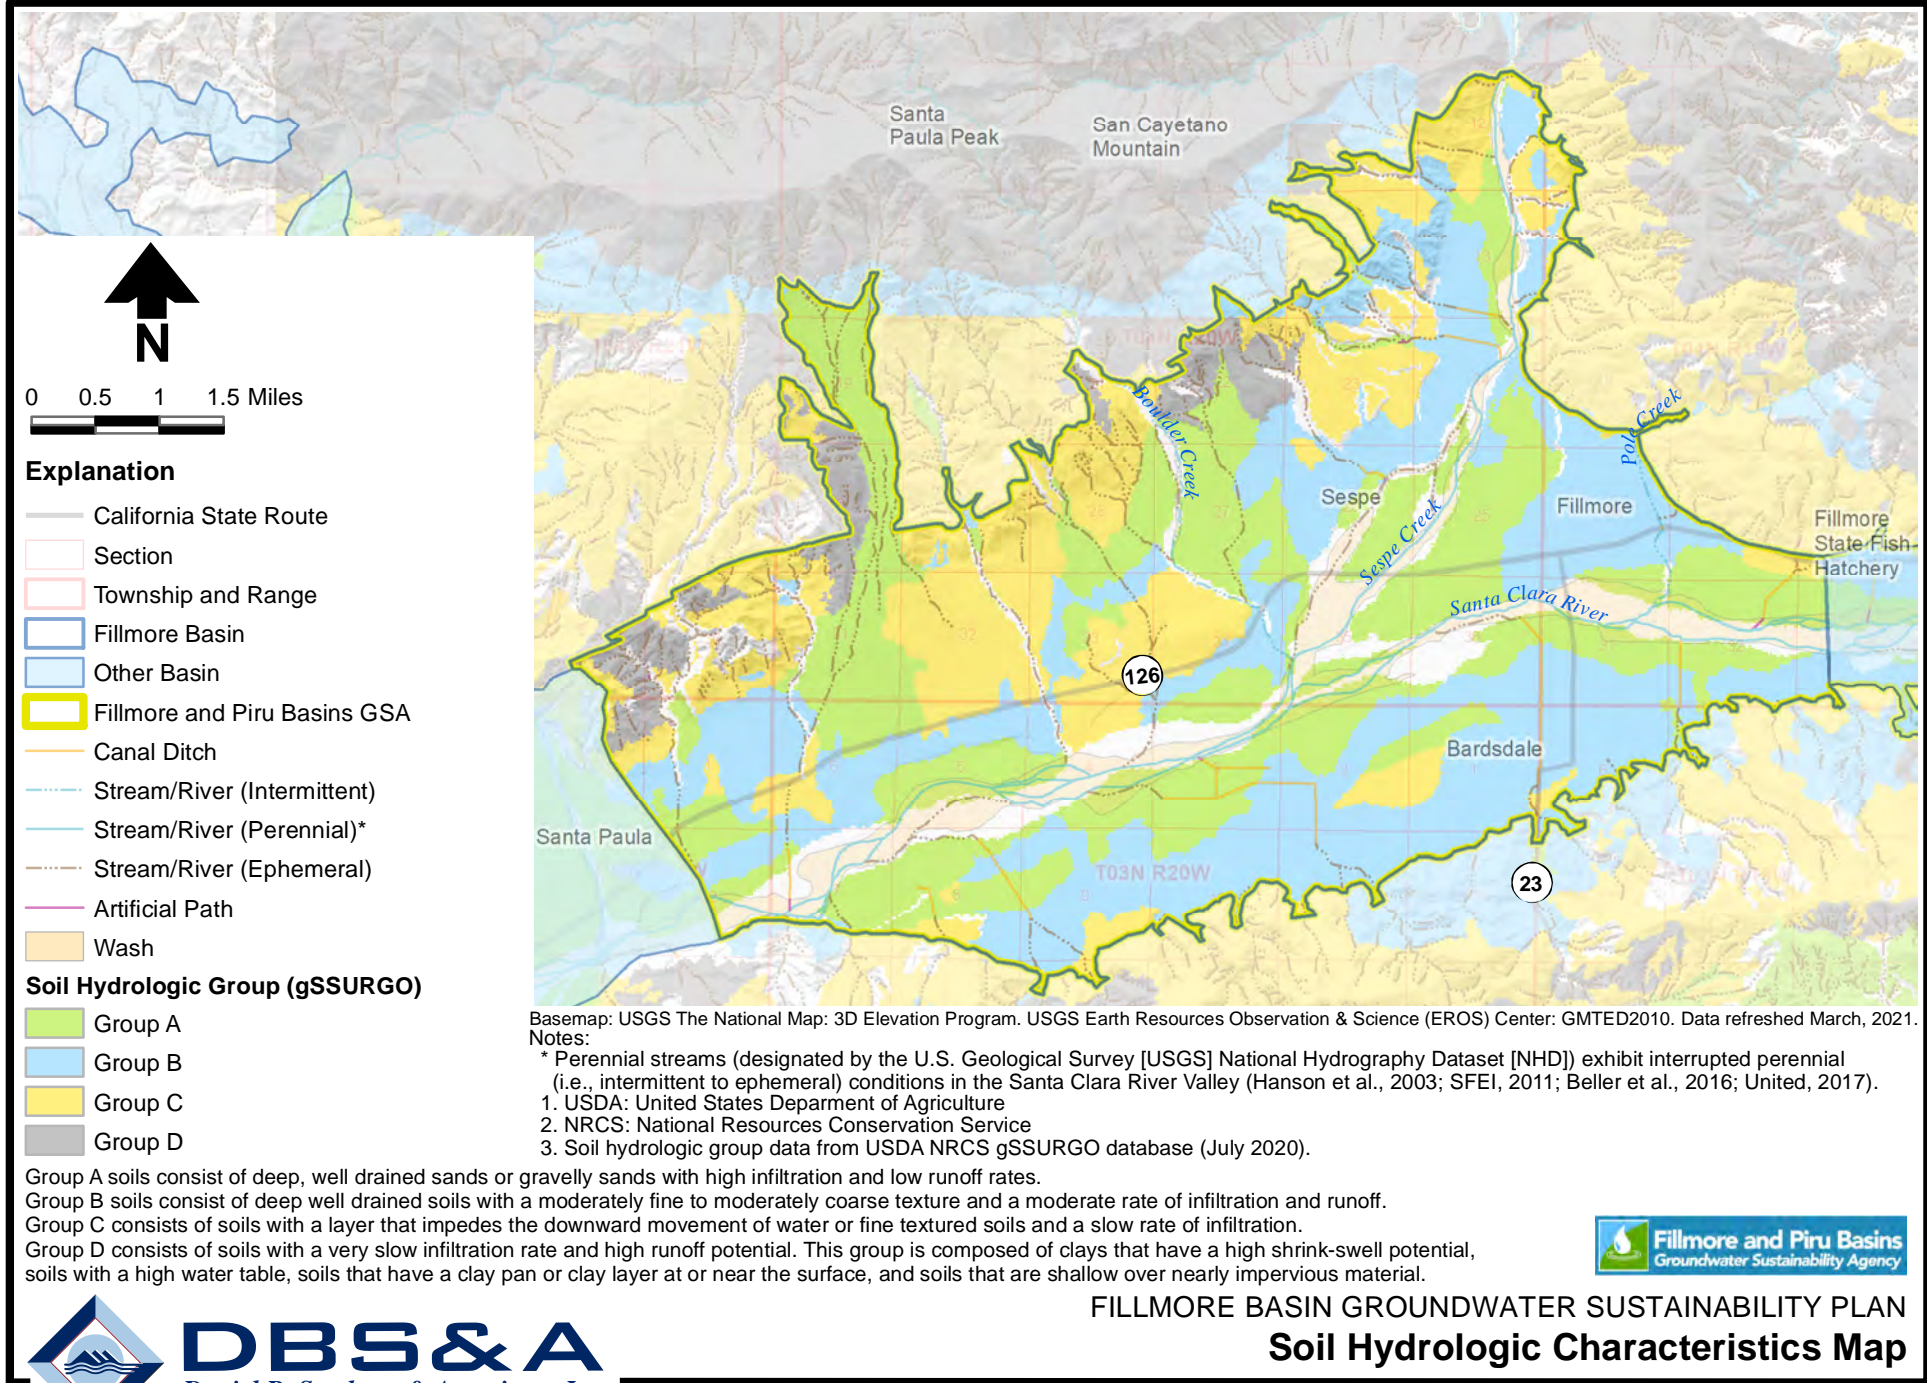 Santa
Paula Peak
San Cayetano
Mountain
N
0 0.5 1 1.5 Miles
Boulder Creek
Pole Creek
Sespe
Sespe Creek
Fillmore
Fillmore
State Fish
Hatchery
Santa Clara River
126
Bardsdale
Santa Paula
T03N R20W
23
Explanation
California State Route
Section
Township and Range
Fillmore Basin
Other Basin
Fillmore and Piru Basins GSA
Canal Ditch
Stream/River (Intermittent)
Stream/River (Perennial)*
Stream/River (Ephemeral)
Artificial Path
Wash
Soil Hydrologic Group (gSSURGO)
Group A
Group B
Group C
Group D
Basemap: USGS The National Map: 3D Elevation Program. USGS Earth Resources Observation & Science (EROS) Center: GMTED2010. Data refreshed March, 2021.
Notes:
* Perennial streams (designated by the U.S. Geological Survey [USGS] National Hydrography Dataset [NHD]) exhibit interrupted perennial
(i.e., intermittent to ephemeral) conditions in the Santa Clara River Valley (Hanson et al., 2003; SFEI, 2011; Beller et al., 2016; United, 2017).
1. USDA: United States Deparment of Agriculture
2. NRCS: National Resources Conservation Service
3. Soil hydrologic group data from USDA NRCS gSSURGO database (July 2020).
Group A soils consist of deep, well drained sands or gravelly sands with high infiltration and low runoff rates.
Group B soils consist of deep well drained soils with a moderately fine to moderately coarse texture and a moderate rate of infiltration and runoff.
Group C consists of soils with a layer that impedes the downward movement of water or fine textured soils and a slow rate of infiltration.
Group D consists of soils with a very slow infiltration rate and high runoff potential. This group is composed of clays that have a high shrink-swell potential,
soils with a high water table, soils that have a clay pan or clay layer at or near the surface, and soils that are shallow over nearly impervious material.
Fillmore and Piru Basins
Groundwater Sustainability Agency
FILLMORE BASIN GROUNDWATER SUSTAINABILITY PLAN
Soil Hydrologic Characteristics Map
DBS&A